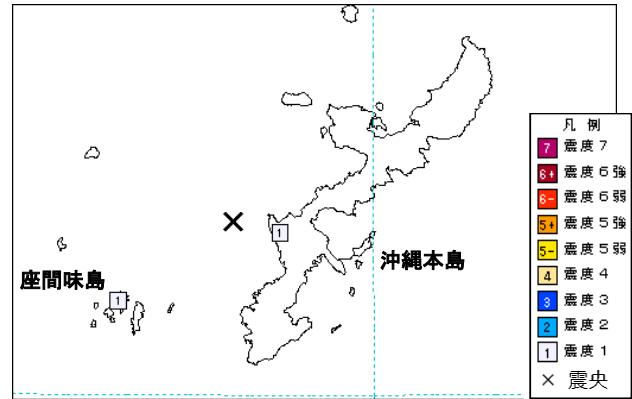 凡 例
7 震度７
6+ 震度６強
6- 震度６弱
5+ 震度５強
5- 震度５弱
4 震度４
3 震度３
2 震度２
1 震度１
× 震央
1
沖縄本島
座間味島
1